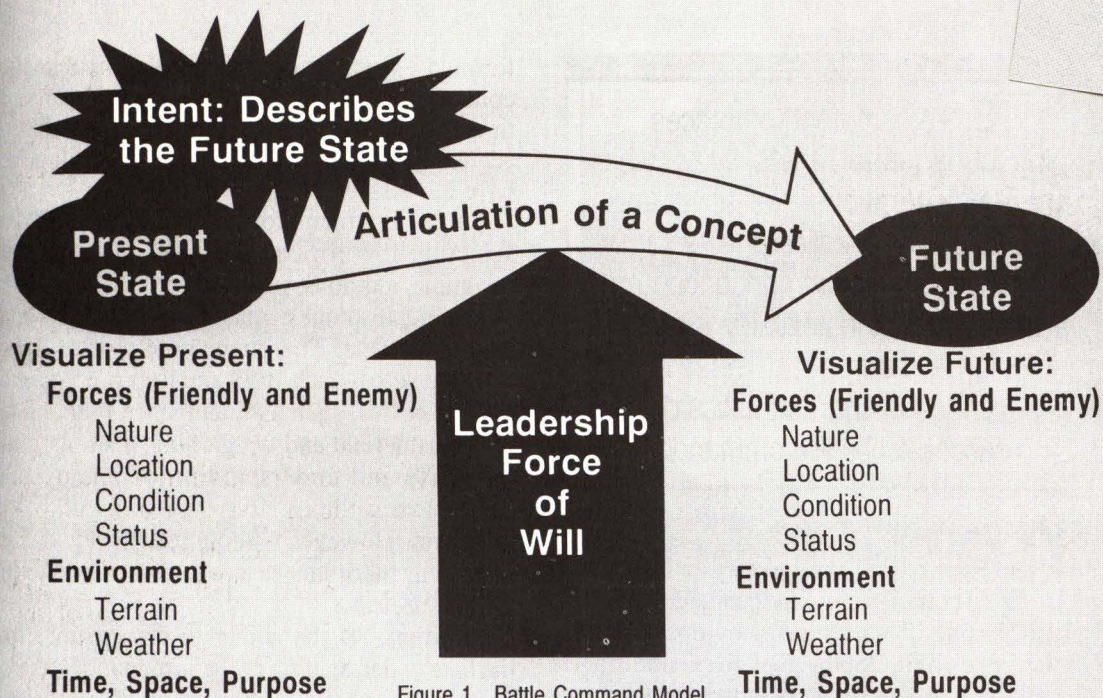 Intent: Describes
the Future State
Present
State
Articulation of a Concept
Future
State
Visualize Present:
Forces (Friendly and Enemy)
Nature
Location
Condition
Status
Environment
Terrain
Weather
Time, Space, Purpose
Leadership
Force
of
Will
Figure 1. Battle Command Model
Visualize Future:
Forces (Friendly and Enemy)
Nature
Location
Condition
Status
Environment
Terrain
Weather
Time, Space, Purpose